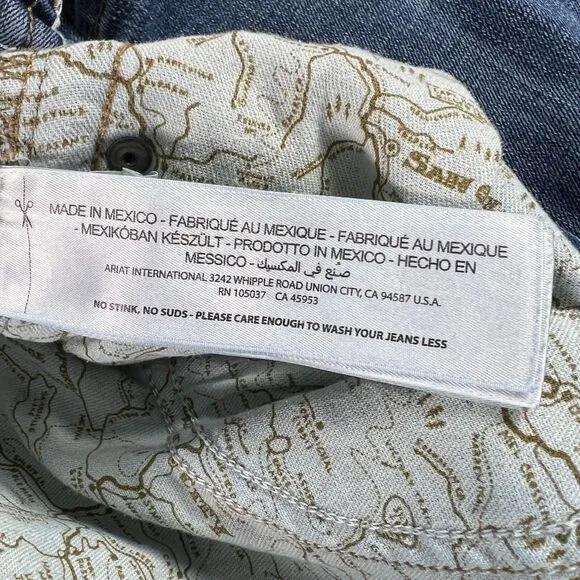 MADE IN MEXICO - FABRIQUÉ AU MEXIQUE - FABRIQUÉ AU MEXIQUE
- MEXIKÓBAN KÉSZÜLT - PRODOTTO IN MEXICO - HECHO EN
MESSICO - صنع في المكسيك
ARIAT INTERNATIONAL 3242 WHIPPLE ROAD UNION CITY, CA 94587 U.S.A.
RN 105037 CA 45953
NO STINK, NO SUDS - PLEASE CARE ENOUGH TO WASH YOUR JEANS LESS